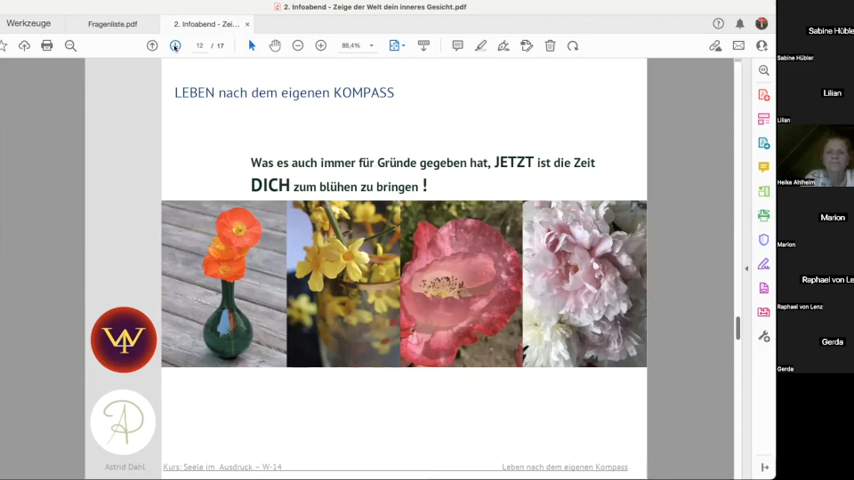 2. Infoabend - Zeige der Welt dein inneres Gesicht.pdf
Werkzeuge
Fragenliste.pdf
2. Infoabend - Zei... ×
12 / 17
86,4%
LEBEN nach dem eigenen KOMPASS
Was es auch immer für Gründe gegeben hat, JETZT ist die Zeit
DICH zum blühen zu bringen !
Astrid Dahl
Kurs: Seele im Ausdruck – W-14
Leben nach dem eigenen Kompass
Sabine Hübler
Sabine Hübler
Lilian
Lilian
Heike Ahlheim
Marion
Marion
Raphael von Le
Raphael von Lenz
Gerda
Gerda